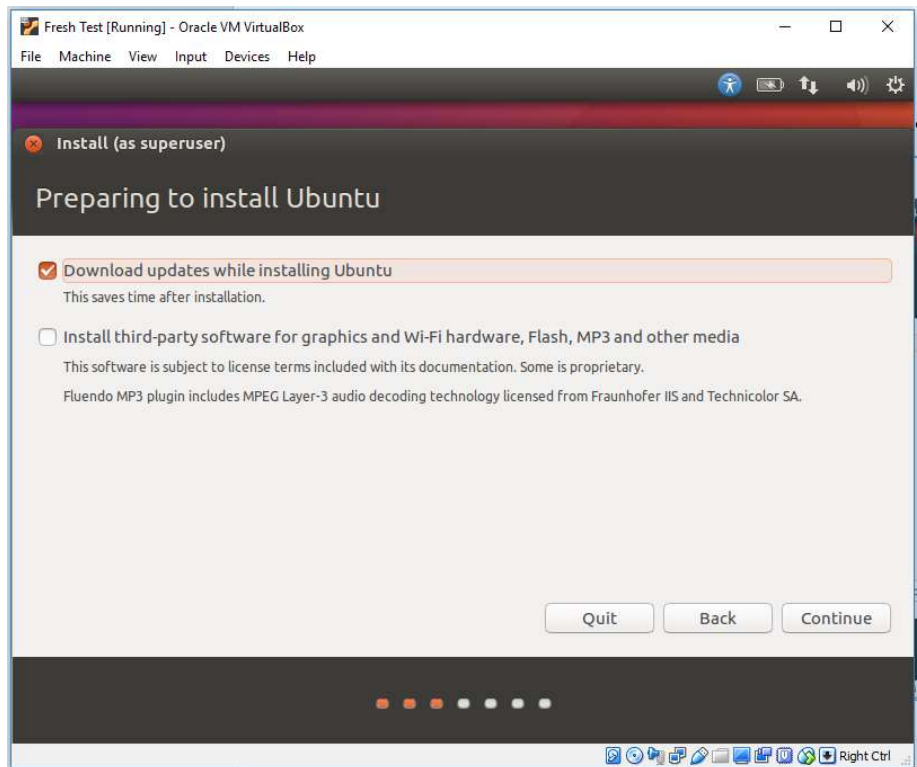 Fresh Test [Running] - Oracle VM VirtualBox
File Machine View Input Devices Help
Install (as superuser)
Preparing to install Ubuntu
Download updates while installing Ubuntu
This saves time after installation.
Install third-party software for graphics and Wi-Fi hardware, Flash, MP3 and other media
This software is subject to license terms included with its documentation. Some is proprietary.
Fluendo MP3 plugin includes MPEG Layer-3 audio decoding technology licensed from Fraunhofer IIS and Technicolor SA.
Quit Back Continue
Right Ctrl